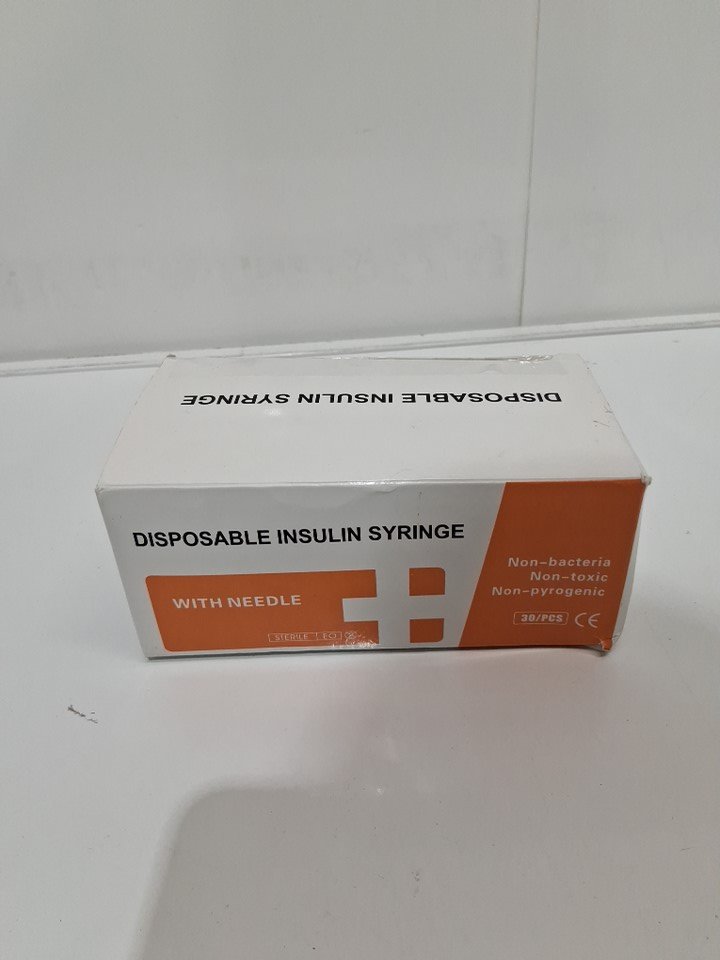 DISPOSABLE INSULIN SYRINGE
DISPOSABLE INSULIN SYRINGE
WITH NEEDLE
STERILE EO
Non-bacteria
Non-toxic
Non-pyrogenic
30/PCS CE